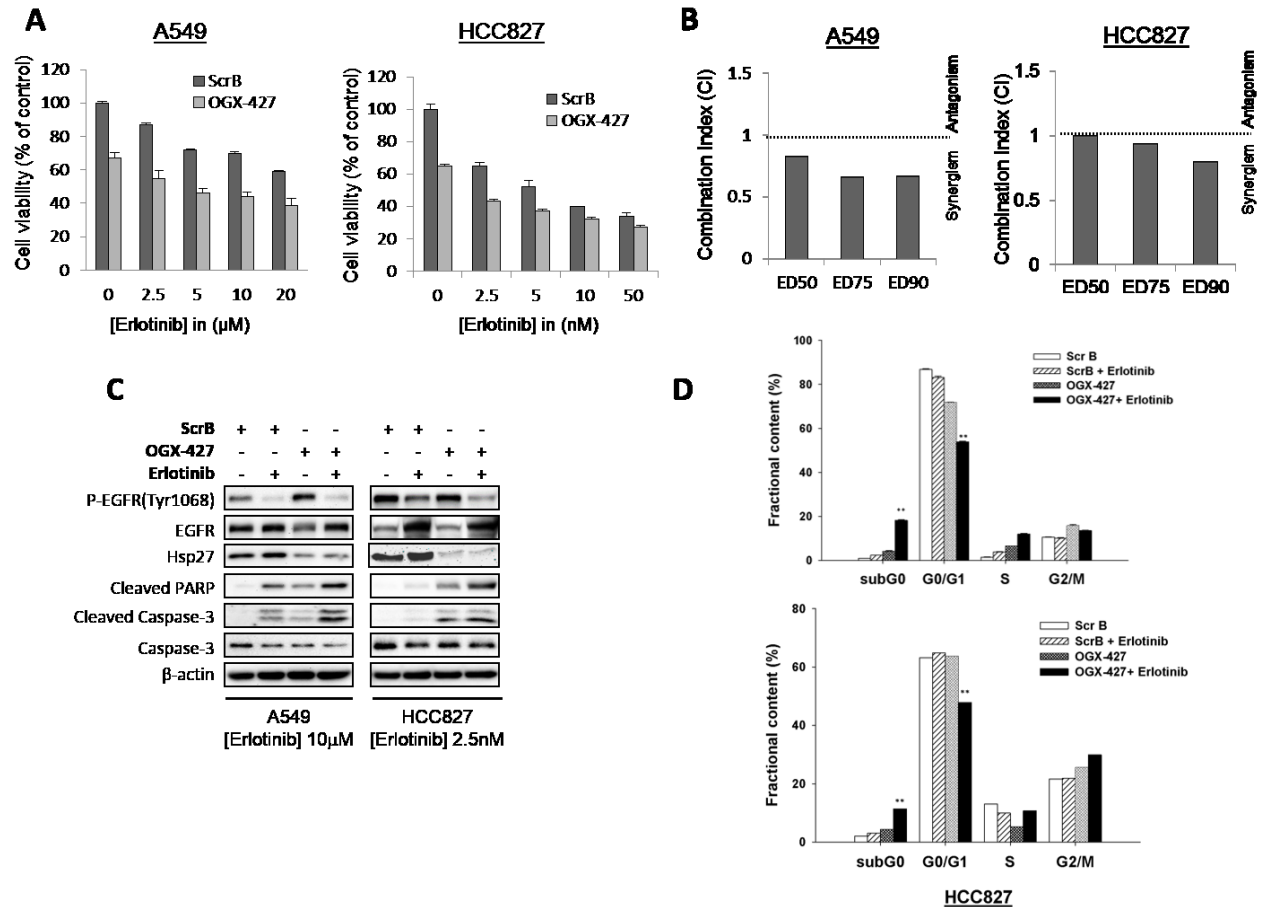 A
A549
Cell viability (% of control)
120
100
80
60
40
20
0
ScrB
OGX-427
0 2.5 5 10 20
[Erlotinib] in (µM)
HCC827
Cell viability (% of control)
120
100
80
60
40
20
0
ScrB
OGX-427
0 2.5 5 10 50
[Erlotinib] in (nM)
B
A549
Combination Index (CI)
1.5
1
0.5
0
ED50 ED75 ED90
Antagonism
Synergism
HCC827
Combination Index (CI)
1.5
1
0.5
0
ED50 ED75 ED90
Antagonism
Synergism
C
ScrB + + - - + + - -
OGX-427 - - + + - - + +
Erlotinib - + - + - + - +
P-EGFR(Tyr1068)
EGFR
Hsp27
Cleaved PARP
Cleaved Caspase-3
Caspase-3
β-actin
A549
[Erlotinib] 10µM
HCC827
[Erlotinib] 2.5nM
D
Fractional content (%)
100
80
60
40
20
0
Scr B
ScrB + Erlotinib
OGX-427
OGX-427+ Erlotinib
**
**
subG0 G0/G1 S G2/M
Fractional content (%)
80
60
40
20
0
Scr B
ScrB + Erlotinib
OGX-427
OGX-427+ Erlotinib
**
**
subG0 G0/G1 S G2/M
HCC827